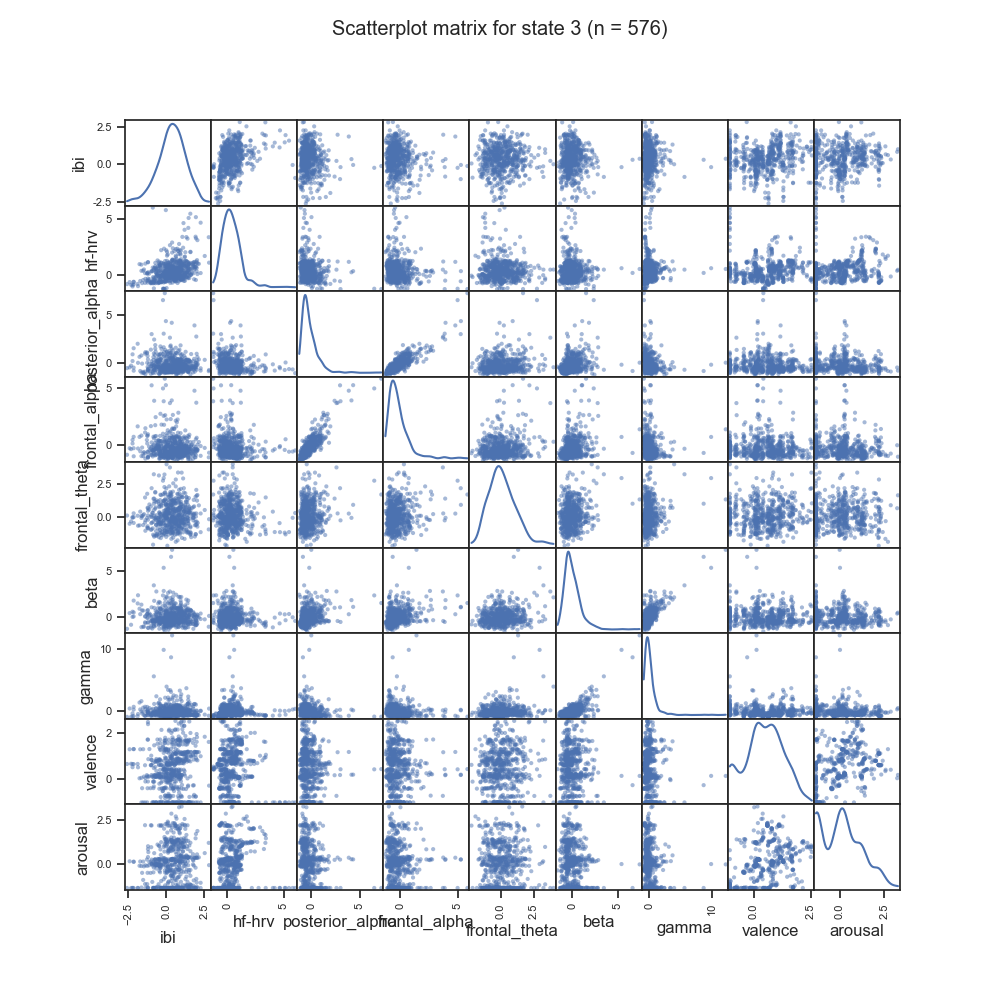 Scatterplot matrix for state 3 (n = 576)
2.5
0.0
-2.5
ibi
5
0
hf-hrv
5
0
posterior_alpha
5
0
frontal_alpha
2.5
0.0
frontal_theta
5
0
beta
10
0
gamma
2
0
valence
2.5
0.0
arousal
−2.5 0.0 2.5 0 5 0 5 0 5 0.0 2.5 0 5 0 10 0.0 2.5 0.0 2.5
ibi hf-hrv posterior_alpha frontal_alpha frontal_theta beta gamma valence arousal